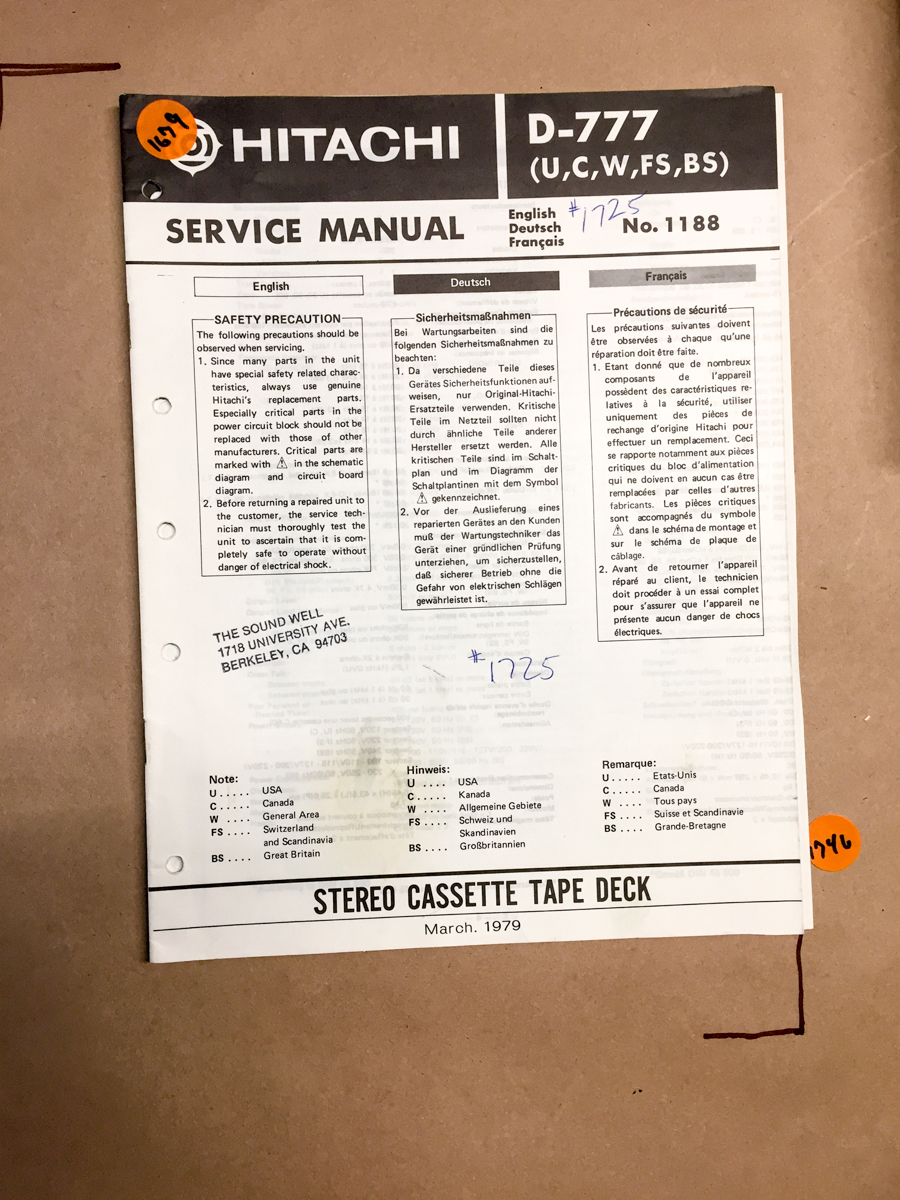 1679
HITACHI
D-777
(U,C,W,FS,BS)
SERVICE MANUAL
English
Deutsch
Français
#1725
No. 1188
English
SAFETY PRECAUTION
The following precautions should be
observed when servicing.
1. Since many parts in the unit
have special safety related charac-
teristics, always use genuine
Hitachi's replacement parts.
Especially critical parts in the
power circuit block should not be
replaced with those of other
manufacturers. Critical parts are
marked with ⚠ in the schematic
diagram and circuit board
diagram.
2. Before returning a repaired unit to
the customer, the service tech-
nician must thoroughly test the
unit to ascertain that it is com-
pletely safe to operate without
danger of electrical shock.
Deutsch
Sicherheitsmaßnahmen
Bei Wartungsarbeiten sind die
folgenden Sicherheitsmaßnahmen zu
beachten:
1. Da verschiedene Teile dieses
Gerätes Sicherheitsfunktionen auf-
weisen, nur Original-Hitachi-
Ersatzteile verwenden. Kritische
Teile im Netzteil sollten nicht
durch ähnliche Teile anderer
Hersteller ersetzt werden. Alle
kritischen Teile sind im Schalt-
plan und im Diagramm der
Schaltplantinen mit dem Symbol
⚠ gekennzeichnet.
2. Vor der Auslieferung eines
reparierten Gerätes an den Kunden
muß der Wartungstechniker das
Gerät einer gründlichen Prüfung
unterziehen, um sicherzustellen,
daß sicherer Betrieb ohne die
Gefahr von elektrischen Schlägen
gewährleistet ist.
Français
Précautions de sécurité
Les précautions suivantes doivent
être observées à chaque qu'une
réparation doit être faite.
1. Etant donné que de nombreux
composants de l'appareil
possèdent des caractéristiques re-
latives à la sécurité, utiliser
uniquement des pièces de
rechange d'origine Hitachi pour
effectuer un remplacement. Ceci
se rapporte notamment aux pièces
critiques du bloc d'alimentation
qui ne doivent en aucun cas être
remplacées par celles d'autres
fabricants. Les pièces critiques
sont accompagnés du symbole
⚠ dans le schéma de montage et
sur le schéma de plaque de
câblage.
2. Avant de retourner l'appareil
réparé au client, le technicien
doit procéder à un essai complet
pour s'assurer que l'appareil ne
présente aucun danger de chocs
électriques.
THE SOUND WELL
1718 UNIVERSITY AVE.
BERKELEY, CA 94703
#1725
Note:
U . . . . . USA
C . . . . . Canada
W . . . . General Area
FS . . . . Switzerland
and Scandinavia
BS . . . . Great Britain
Hinweis:
U . . . . USA
C . . . . . Kanada
W . . . . Allgemeine Gebiete
FS . . . . Schweiz und
Skandinavien
BS . . . . Großbritannien
Remarque:
U . . . . . Etats-Unis
C . . . . . Canada
W . . . . Tous pays
FS . . . . Suisse et Scandinavie
BS . . . . Grande-Bretagne
1746
STEREO CASSETTE TAPE DECK
March. 1979